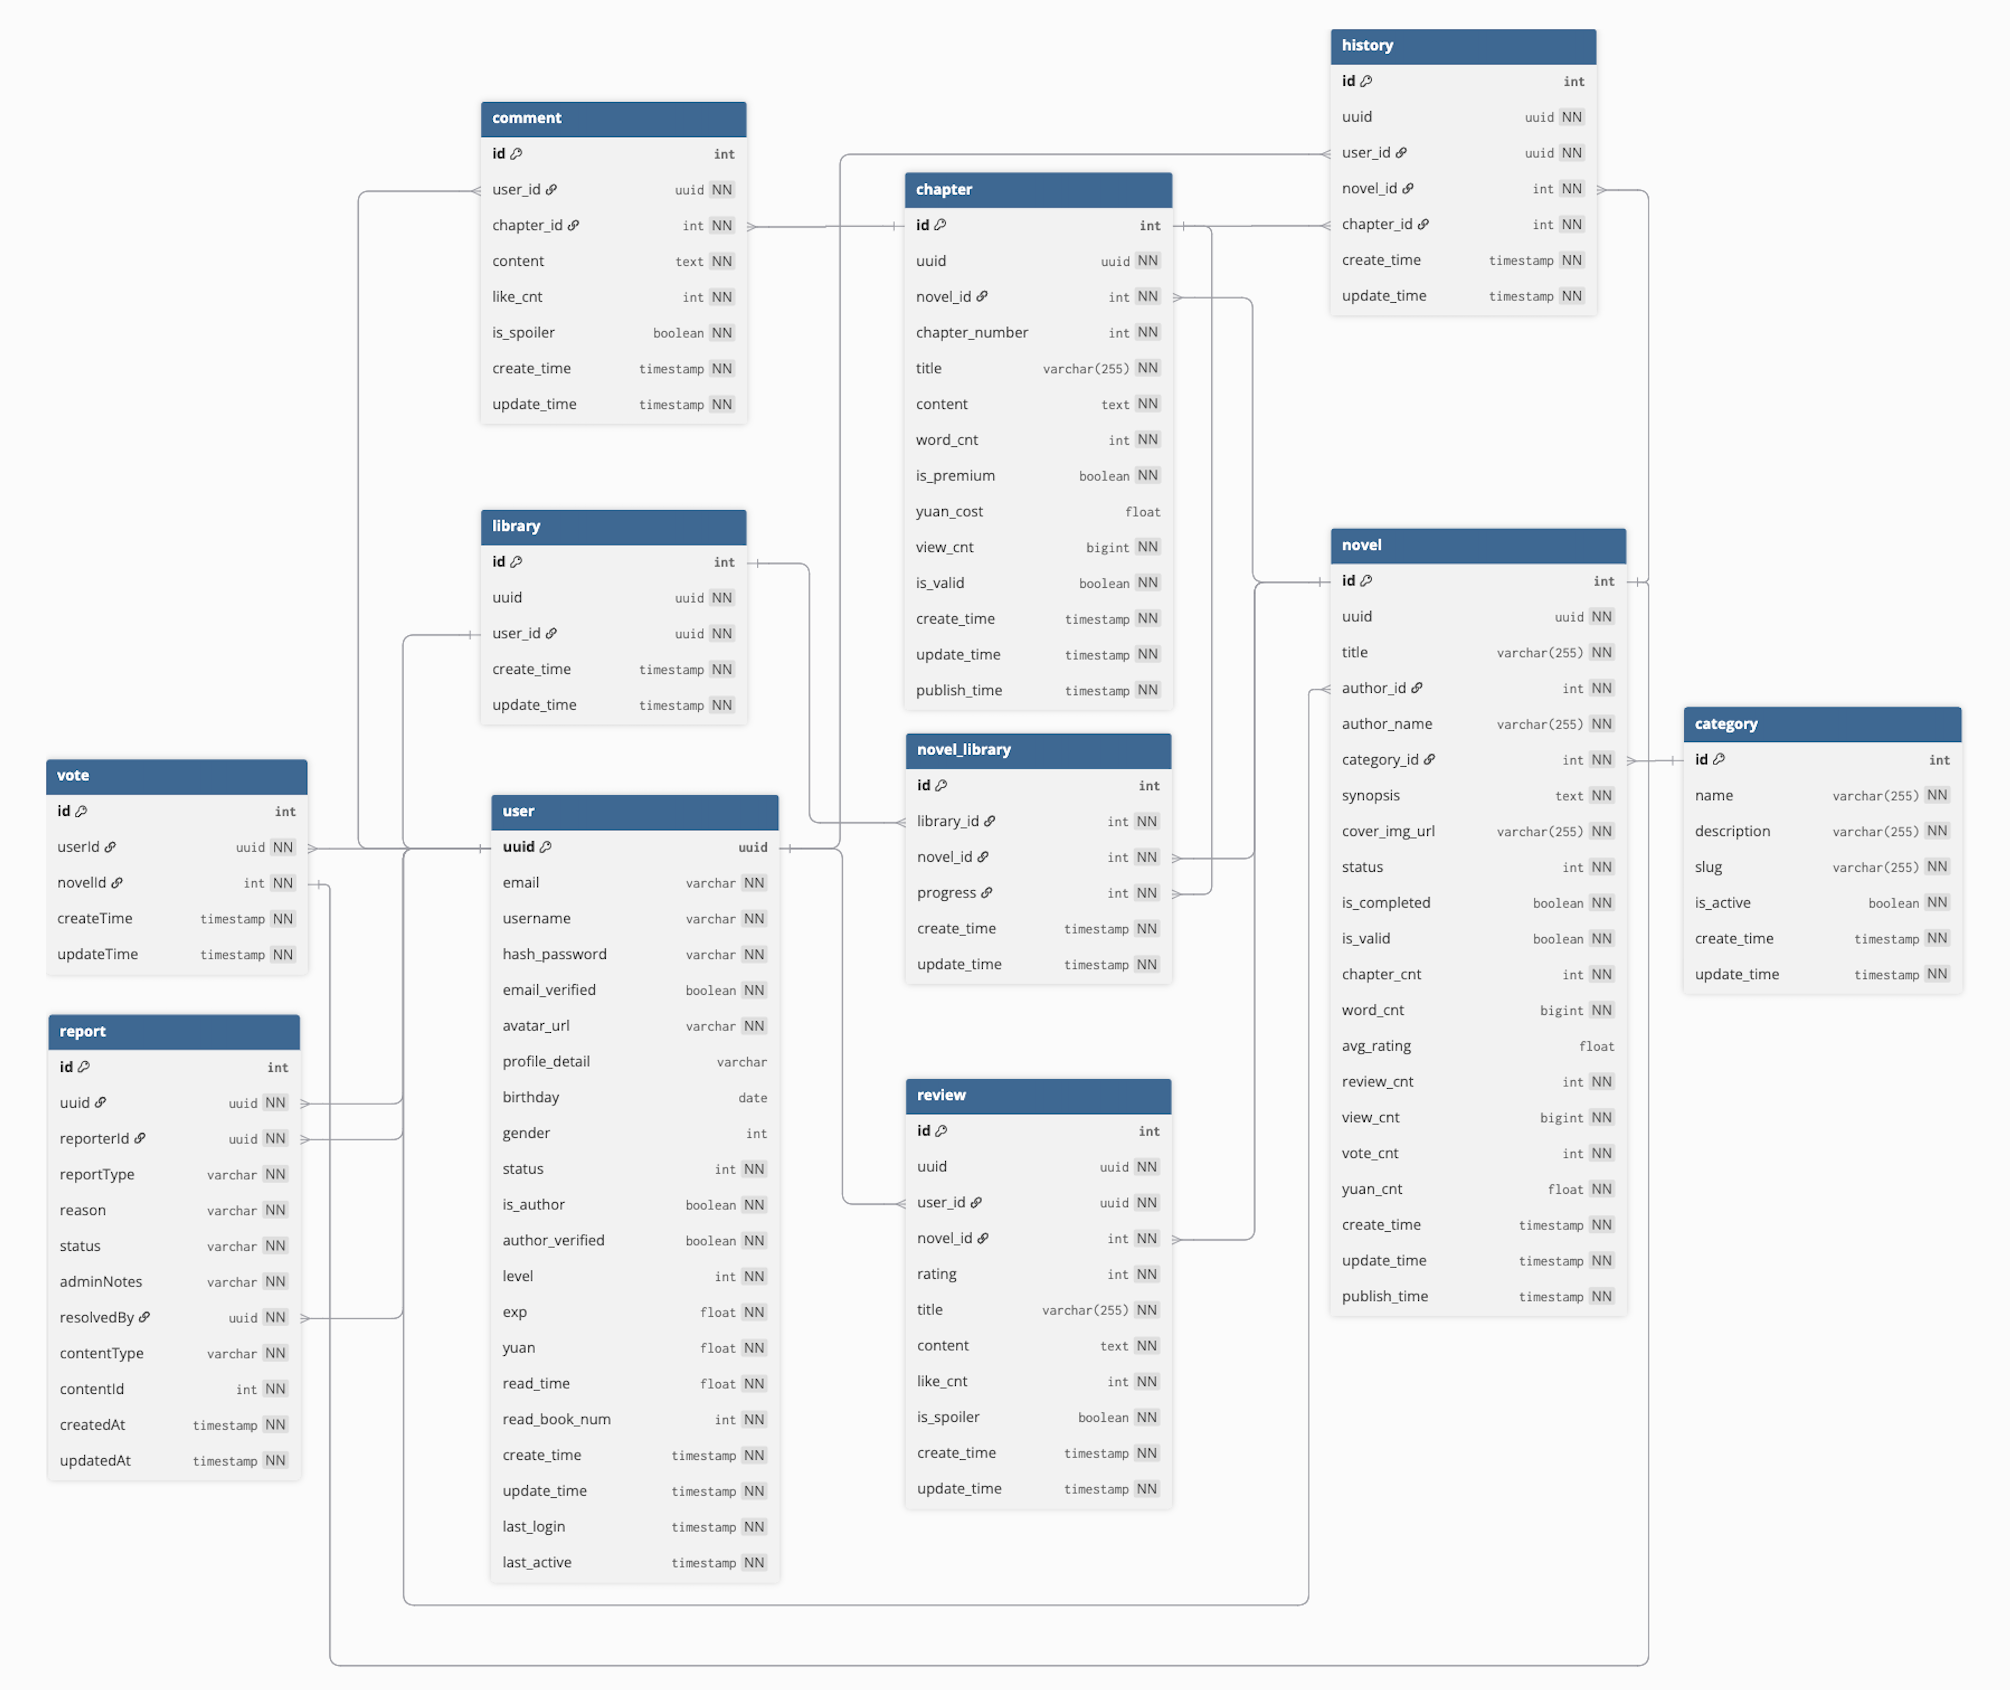 history
id int
uuid uuid NN
user_id uuid NN
novel_id int NN
chapter_id int NN
create_time timestamp NN
update_time timestamp NN
comment
id int
user_id uuid NN
chapter_id int NN
content text NN
like_cnt int NN
is_spoiler boolean NN
create_time timestamp NN
update_time timestamp NN
chapter
id int
uuid uuid NN
novel_id int NN
chapter_number int NN
title varchar(255) NN
content text NN
word_cnt int NN
is_premium boolean NN
yuan_cost float
view_cnt bigint NN
is_valid boolean NN
create_time timestamp NN
update_time timestamp NN
publish_time timestamp NN
library
id int
uuid uuid NN
user_id uuid NN
create_time timestamp NN
update_time timestamp NN
novel
id int
uuid uuid NN
title varchar(255) NN
author_id int NN
author_name varchar(255) NN
category_id int NN
synopsis text NN
cover_img_url varchar(255) NN
status int NN
is_completed boolean NN
is_valid boolean NN
chapter_cnt int NN
word_cnt bigint NN
avg_rating float
review_cnt int NN
view_cnt bigint NN
vote_cnt int NN
yuan_cnt float NN
create_time timestamp NN
update_time timestamp NN
publish_time timestamp NN
category
id int
name varchar(255) NN
description varchar(255) NN
slug varchar(255) NN
is_active boolean NN
create_time timestamp NN
update_time timestamp NN
novel_library
id int
library_id int NN
novel_id int NN
progress int NN
create_time timestamp NN
update_time timestamp NN
vote
id int
userId uuid NN
novelId int NN
createTime timestamp NN
updateTime timestamp NN
user
uuid uuid
email varchar NN
username varchar NN
hash_password varchar NN
email_verified boolean NN
avatar_url varchar NN
profile_detail varchar
birthday date
gender int
status int NN
is_author boolean NN
author_verified boolean NN
level int NN
exp float NN
yuan float NN
read_time float NN
read_book_num int NN
create_time timestamp NN
update_time timestamp NN
last_login timestamp NN
last_active timestamp NN
report
id int
uuid uuid NN
reporterId uuid NN
reportType varchar NN
reason varchar NN
status varchar NN
adminNotes varchar NN
resolvedBy uuid NN
contentType varchar NN
contentId int NN
createdAt timestamp NN
updatedAt timestamp NN
review
id int
uuid uuid NN
user_id uuid NN
novel_id int NN
rating int NN
title varchar(255) NN
content text NN
like_cnt int NN
is_spoiler boolean NN
create_time timestamp NN
update_time timestamp NN